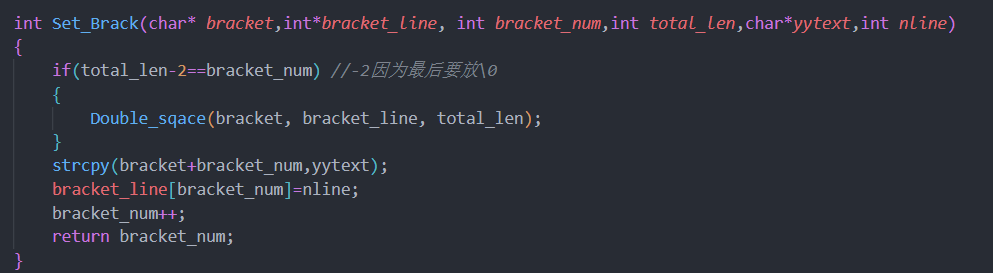 int Set_Brack(char* bracket,int*bracket_line, int bracket_num,int total_len,char*yytext,int nline)
{
    if(total_len-2==bracket_num) //-2因为最后要放\0
    {
        Double_sqace(bracket, bracket_line, total_len);
    }
    strcpy(bracket+bracket_num,yytext);
    bracket_line[bracket_num]=nline;
    bracket_num++;
    return bracket_num;
}